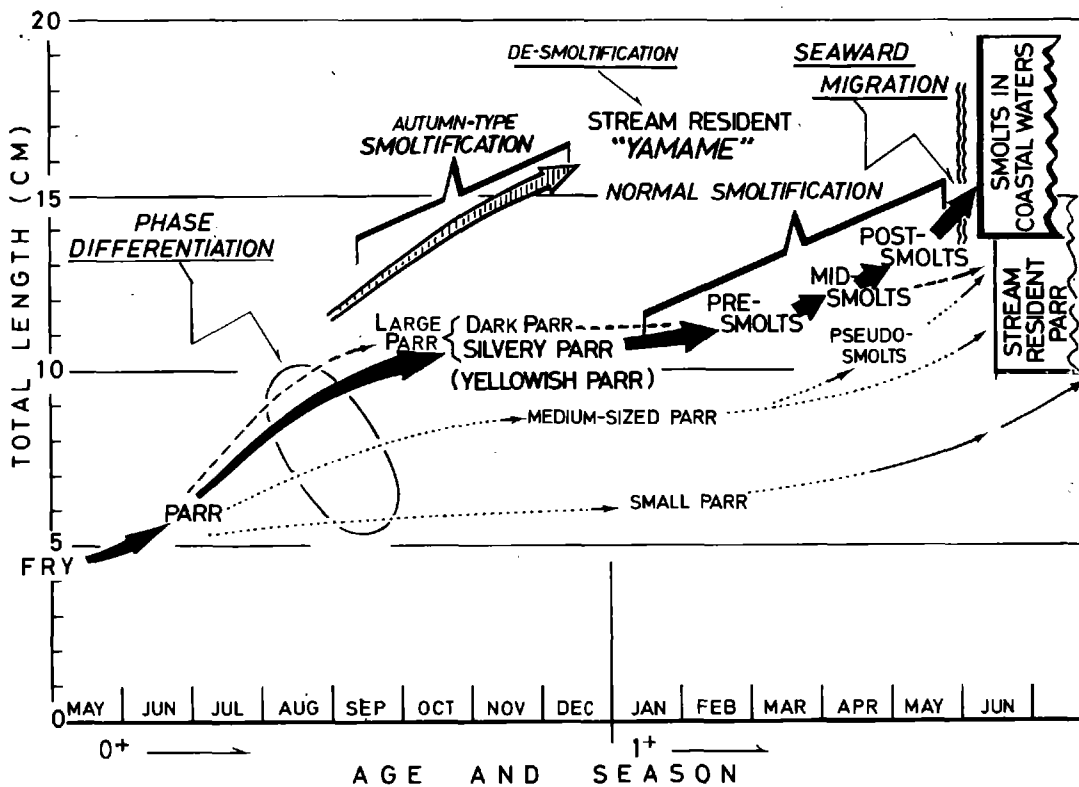 20
15
10
5
0
TOTAL LENGTH (CM)
DE-SMOLTIFICATION
SEAWARD
MIGRATION
SMOLTS IN
COASTAL WATERS
AUTUMN-TYPE
SMOLTIFICATION
STREAM RESIDENT
"YAMAME"
NORMAL SMOLTIFICATION
PHASE
DIFFERENTIATION
POST-
SMOLTS
MID-
SMOLTS
PRE-
SMOLTS
STREAM
RESIDENT
PARR
LARGE
PARR
{ DARK PARR
SILVERY PARR
(YELLOWISH PARR)
PSEUDO-
SMOLTS
MEDIUM-SIZED PARR
SMALL PARR
PARR
FRY
MAY JUN JUL AUG SEP OCT NOV DEC JAN FEB MAR APR MAY JUN
0+ 1+
AGE AND SEASON